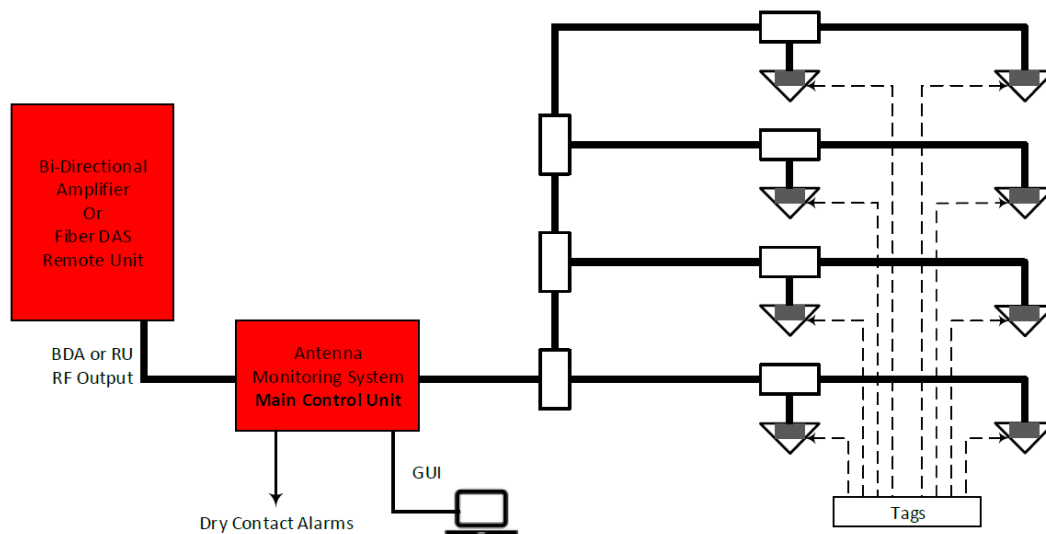 Bi-Directional
Amplifier
Or
Fiber DAS
Remote Unit
BDA or RU
RF Output
Antenna
Monitoring System
Main Control Unit
GUI
Dry Contact Alarms
Tags